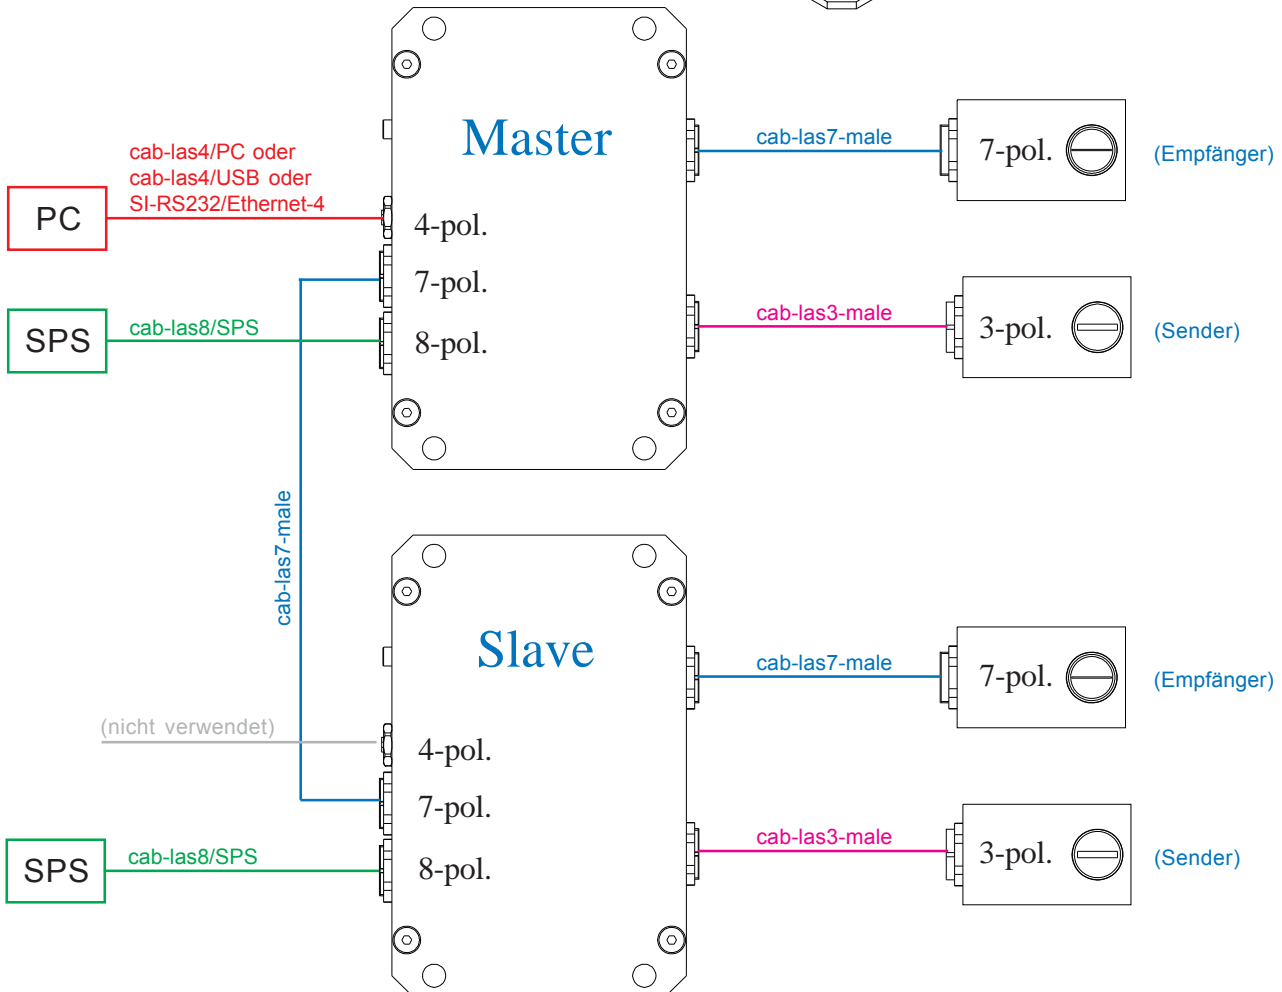 Master
cab-las7-male
7-pol.
(Empfänger)
cab-las4/PC oder
cab-las4/USB oder
SI-RS232/Ethernet-4
PC
4-pol.
7-pol.
cab-las3-male
3-pol.
(Sender)
SPS
cab-las8/SPS
8-pol.
cab-las7-male
Slave
cab-las7-male
7-pol.
(Empfänger)
(nicht verwendet)
4-pol.
7-pol.
cab-las3-male
3-pol.
(Sender)
SPS
cab-las8/SPS
8-pol.